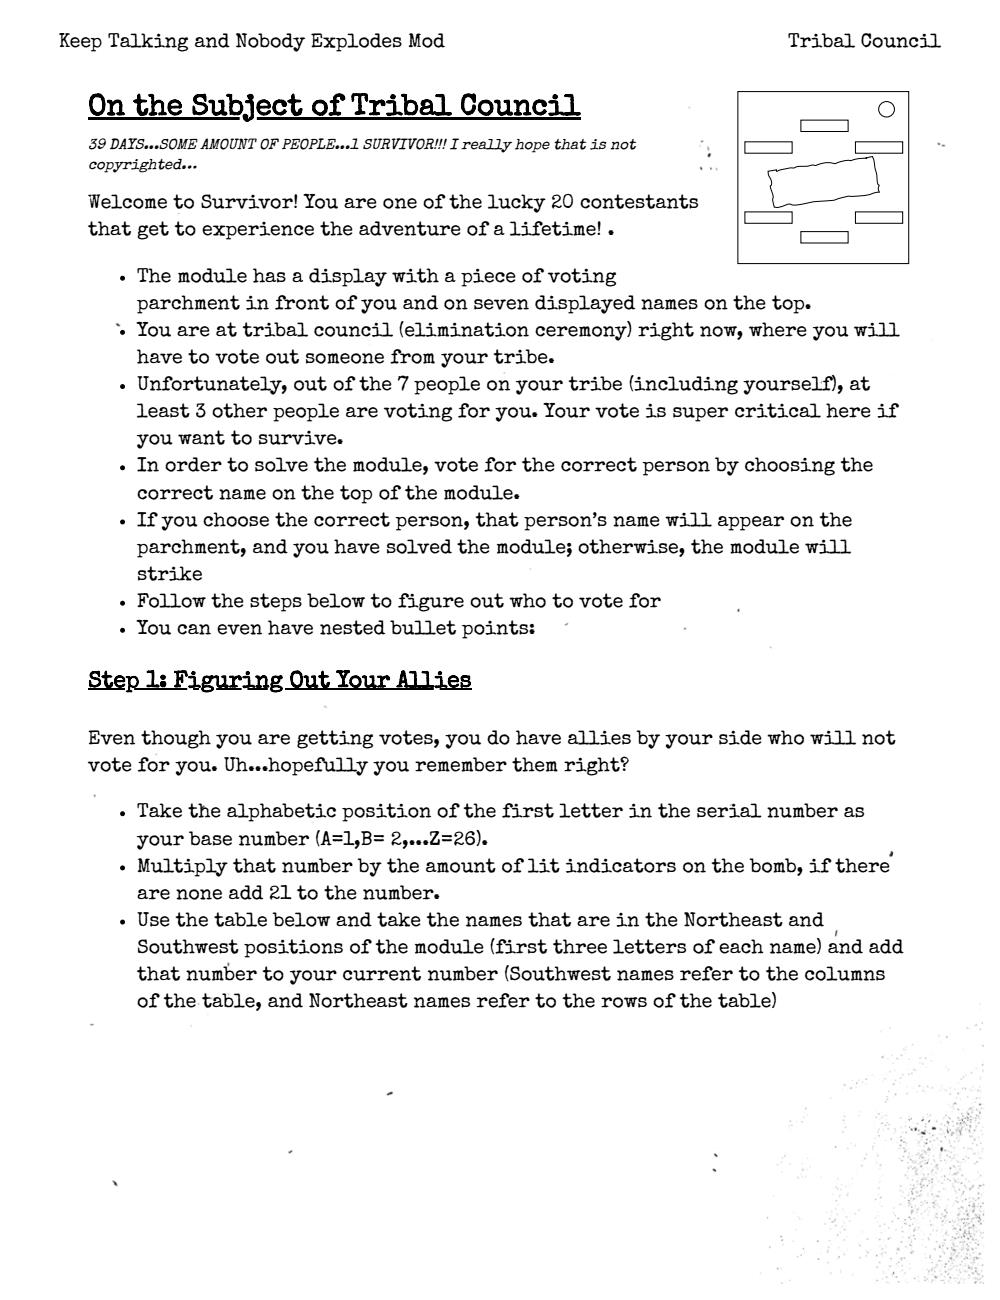 Keep Talking and Nobody Explodes Mod
Tribal Council
On the Subject of Tribal Council
39 DAYS...SOME AMOUNT OF PEOPLE...1 SURVIVOR!!! I really hope that is not
copyrighted...
Welcome to Survivor! You are one of the lucky 20 contestants
that get to experience the adventure of a lifetime! .
• The module has a display with a piece of voting
parchment in front of you and on seven displayed names on the top.
• You are at tribal council (elimination ceremony) right now, where you will
have to vote out someone from your tribe.
• Unfortunately, out of the 7 people on your tribe (including yourself), at
least 3 other people are voting for you. Your vote is super critical here if
you want to survive.
• In order to solve the module, vote for the correct person by choosing the
correct name on the top of the module.
• If you choose the correct person, that person's name will appear on the
parchment, and you have solved the module; otherwise, the module will
strike
• Follow the steps below to figure out who to vote for
• You can even have nested bullet points:
Step 1: Figuring Out Your Allies
Even though you are getting votes, you do have allies by your side who will not
vote for you. Uh...hopefully you remember them right?
• Take the alphabetic position of the first letter in the serial number as
your base number (A=1,B= 2,...Z=26).
• Multiply that number by the amount of lit indicators on the bomb, if there
are none add 21 to the number.
• Use the table below and take the names that are in the Northeast and
Southwest positions of the module (first three letters of each name) and add
that number to your current number (Southwest names refer to the columns
of the table, and Northeast names refer to the rows of the table)